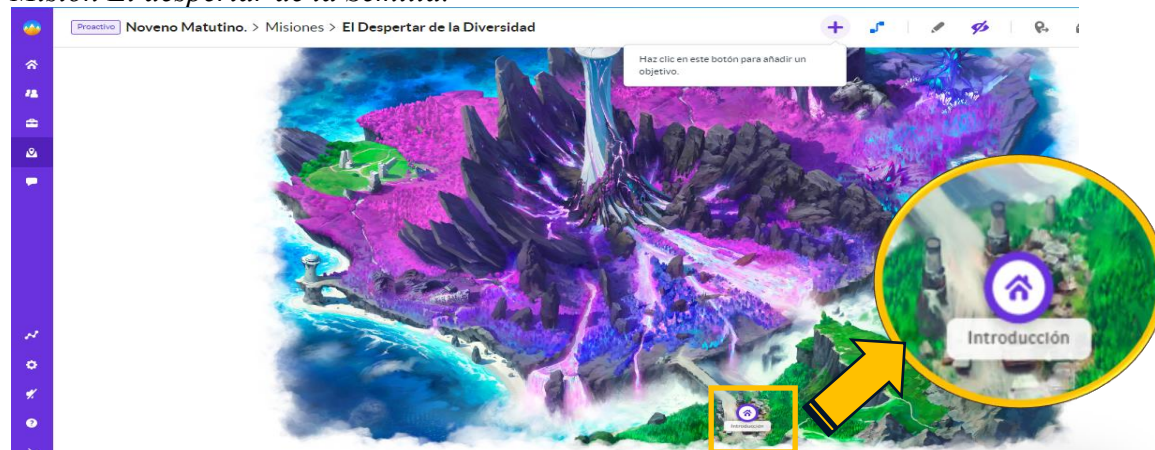 Proactivo Noveno Matutino. > Misiones > El Despertar de la Diversidad
Haz clic en este botón para añadir un
objetivo.
Introducción
Introducción